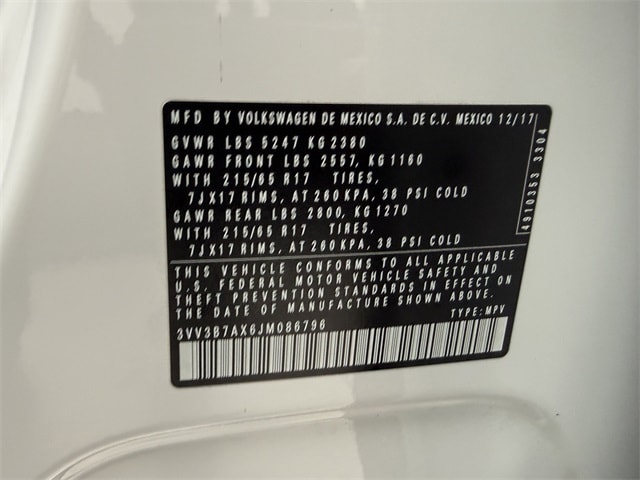 MFD BY VOLKSWAGEN DE MEXICO S.A. DE C.V. MEXICO 12/17
GVWR LBS 5247 KG 2380
GAWR FRONT LBS 2557, KG 1160
WITH 215/65 R17 TIRES,
7JX17 RIMS, AT 260 KPA, 38 PSI COLD
GAWR REAR LBS 2800, KG 1270
WITH 215/65 R17 TIRES,
7JX17 RIMS, AT 260 KPA, 38 PSI COLD
THIS VEHICLE CONFORMS TO ALL APPLICABLE
U.S. FEDERAL MOTOR VEHICLE SAFETY AND
THEFT PREVENTION STANDARDS IN EFFECT ON
THE DATE OF MANUFACTURE SHOWN ABOVE.
3VV3B7AX6JM086796 TYPE: MPV
4910353 3304